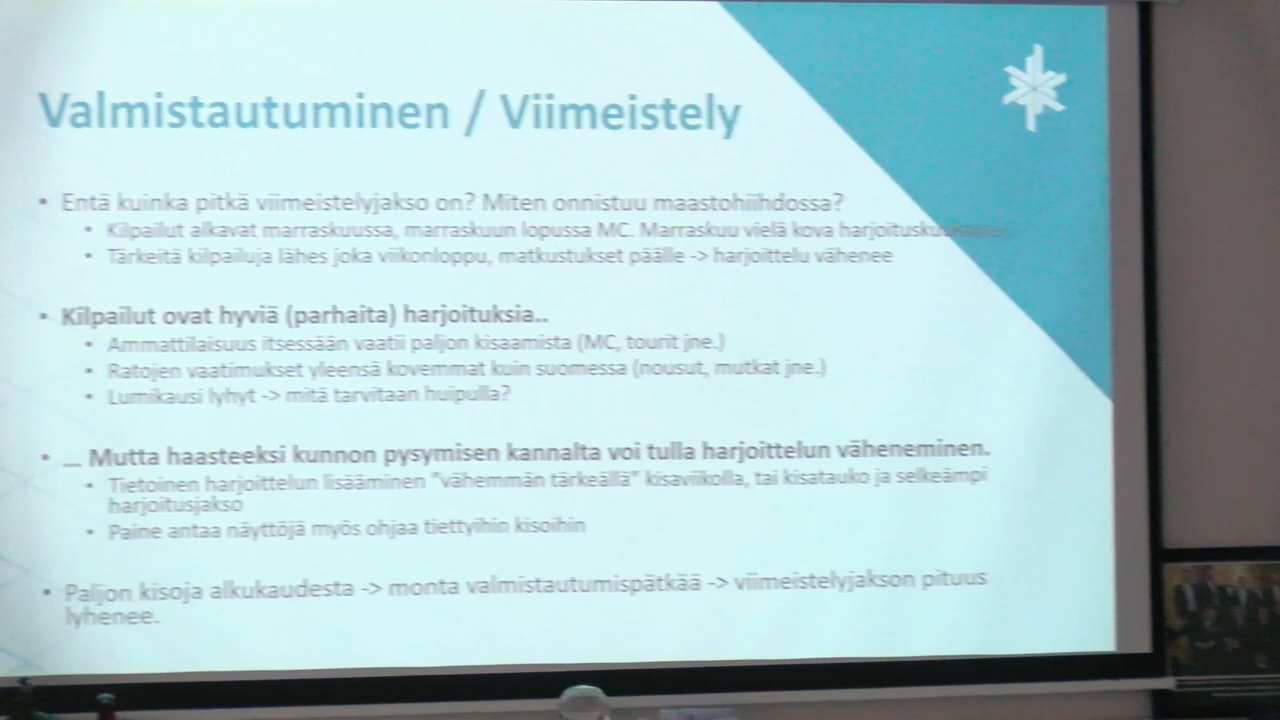 Valmistautuminen / Viimeistely
• Entä kuinka pitkä viimeistelyjakso on? Miten onnistuu maastohiihdossa?
• Kilpailut alkavat marraskuussa, marraskuun lopussa MC. Marraskuu vielä kova
• Tärkeitä kilpailuja lähes joka viikonloppu, matkustukset päälle -> harjoittelu vähenee
• Kilpailut ovat hyviä (parhaita) harjoituksia..
• Ammattilaisuus itsessään vaatii paljon kisaamista (MC, tourit jne.)
• Ratojen vaatimukset yleensä kovemmat kuin suomessa (nousut, mutkat jne.)
• Lumikausi lyhyt -> mitä tarvitaan huipulla?
• ... Mutta haasteeksi kunnon pysymisen kannalta voi tulla harjoittelun väheneminen.
• Tietoinen harjoittelun lisääminen "vähemmän tärkeällä" kisaviikolla, tai kisatauko ja selkeämpi
harjoitusjakso
• Paine antaa näyttöjä myös ohjaa tiettyihin kisoihin
• Paljon kisoja alkukaudesta -> monta valmistautumispätkää -> viimeistelyjakson pituus
lyhenee.